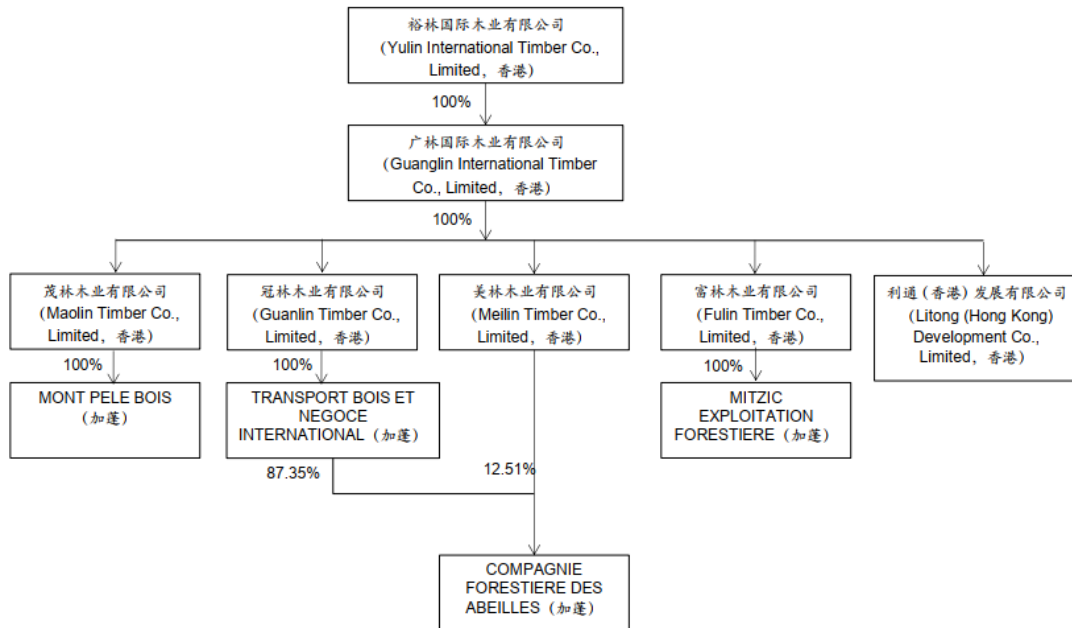 裕林国际木业有限公司
(Yulin International Timber Co.,
Limited, 香港)
100%
广林国际木业有限公司
(Guanglin International Timber
Co., Limited, 香港)
100%
茂林木业有限公司
(Maolin Timber Co.,
Limited, 香港)
冠林木业有限公司
(Guanlin Timber Co.,
Limited, 香港)
美林木业有限公司
(Meilin Timber Co.,
Limited, 香港)
富林木业有限公司
(Fulin Timber Co.,
Limited, 香港)
利通(香港)发展有限公司
(Litong (Hong Kong)
Development Co.,
Limited, 香港)
100%
100%
100%
MONT PELE BOIS
(加蓬)
TRANSPORT BOIS ET
NEGOCE
INTERNATIONAL (加蓬)
MITZIC
EXPLOITATION
FORESTIERE (加蓬)
87.35%
12.51%
COMPAGNIE
FORESTIERE DES
ABEILLES (加蓬)